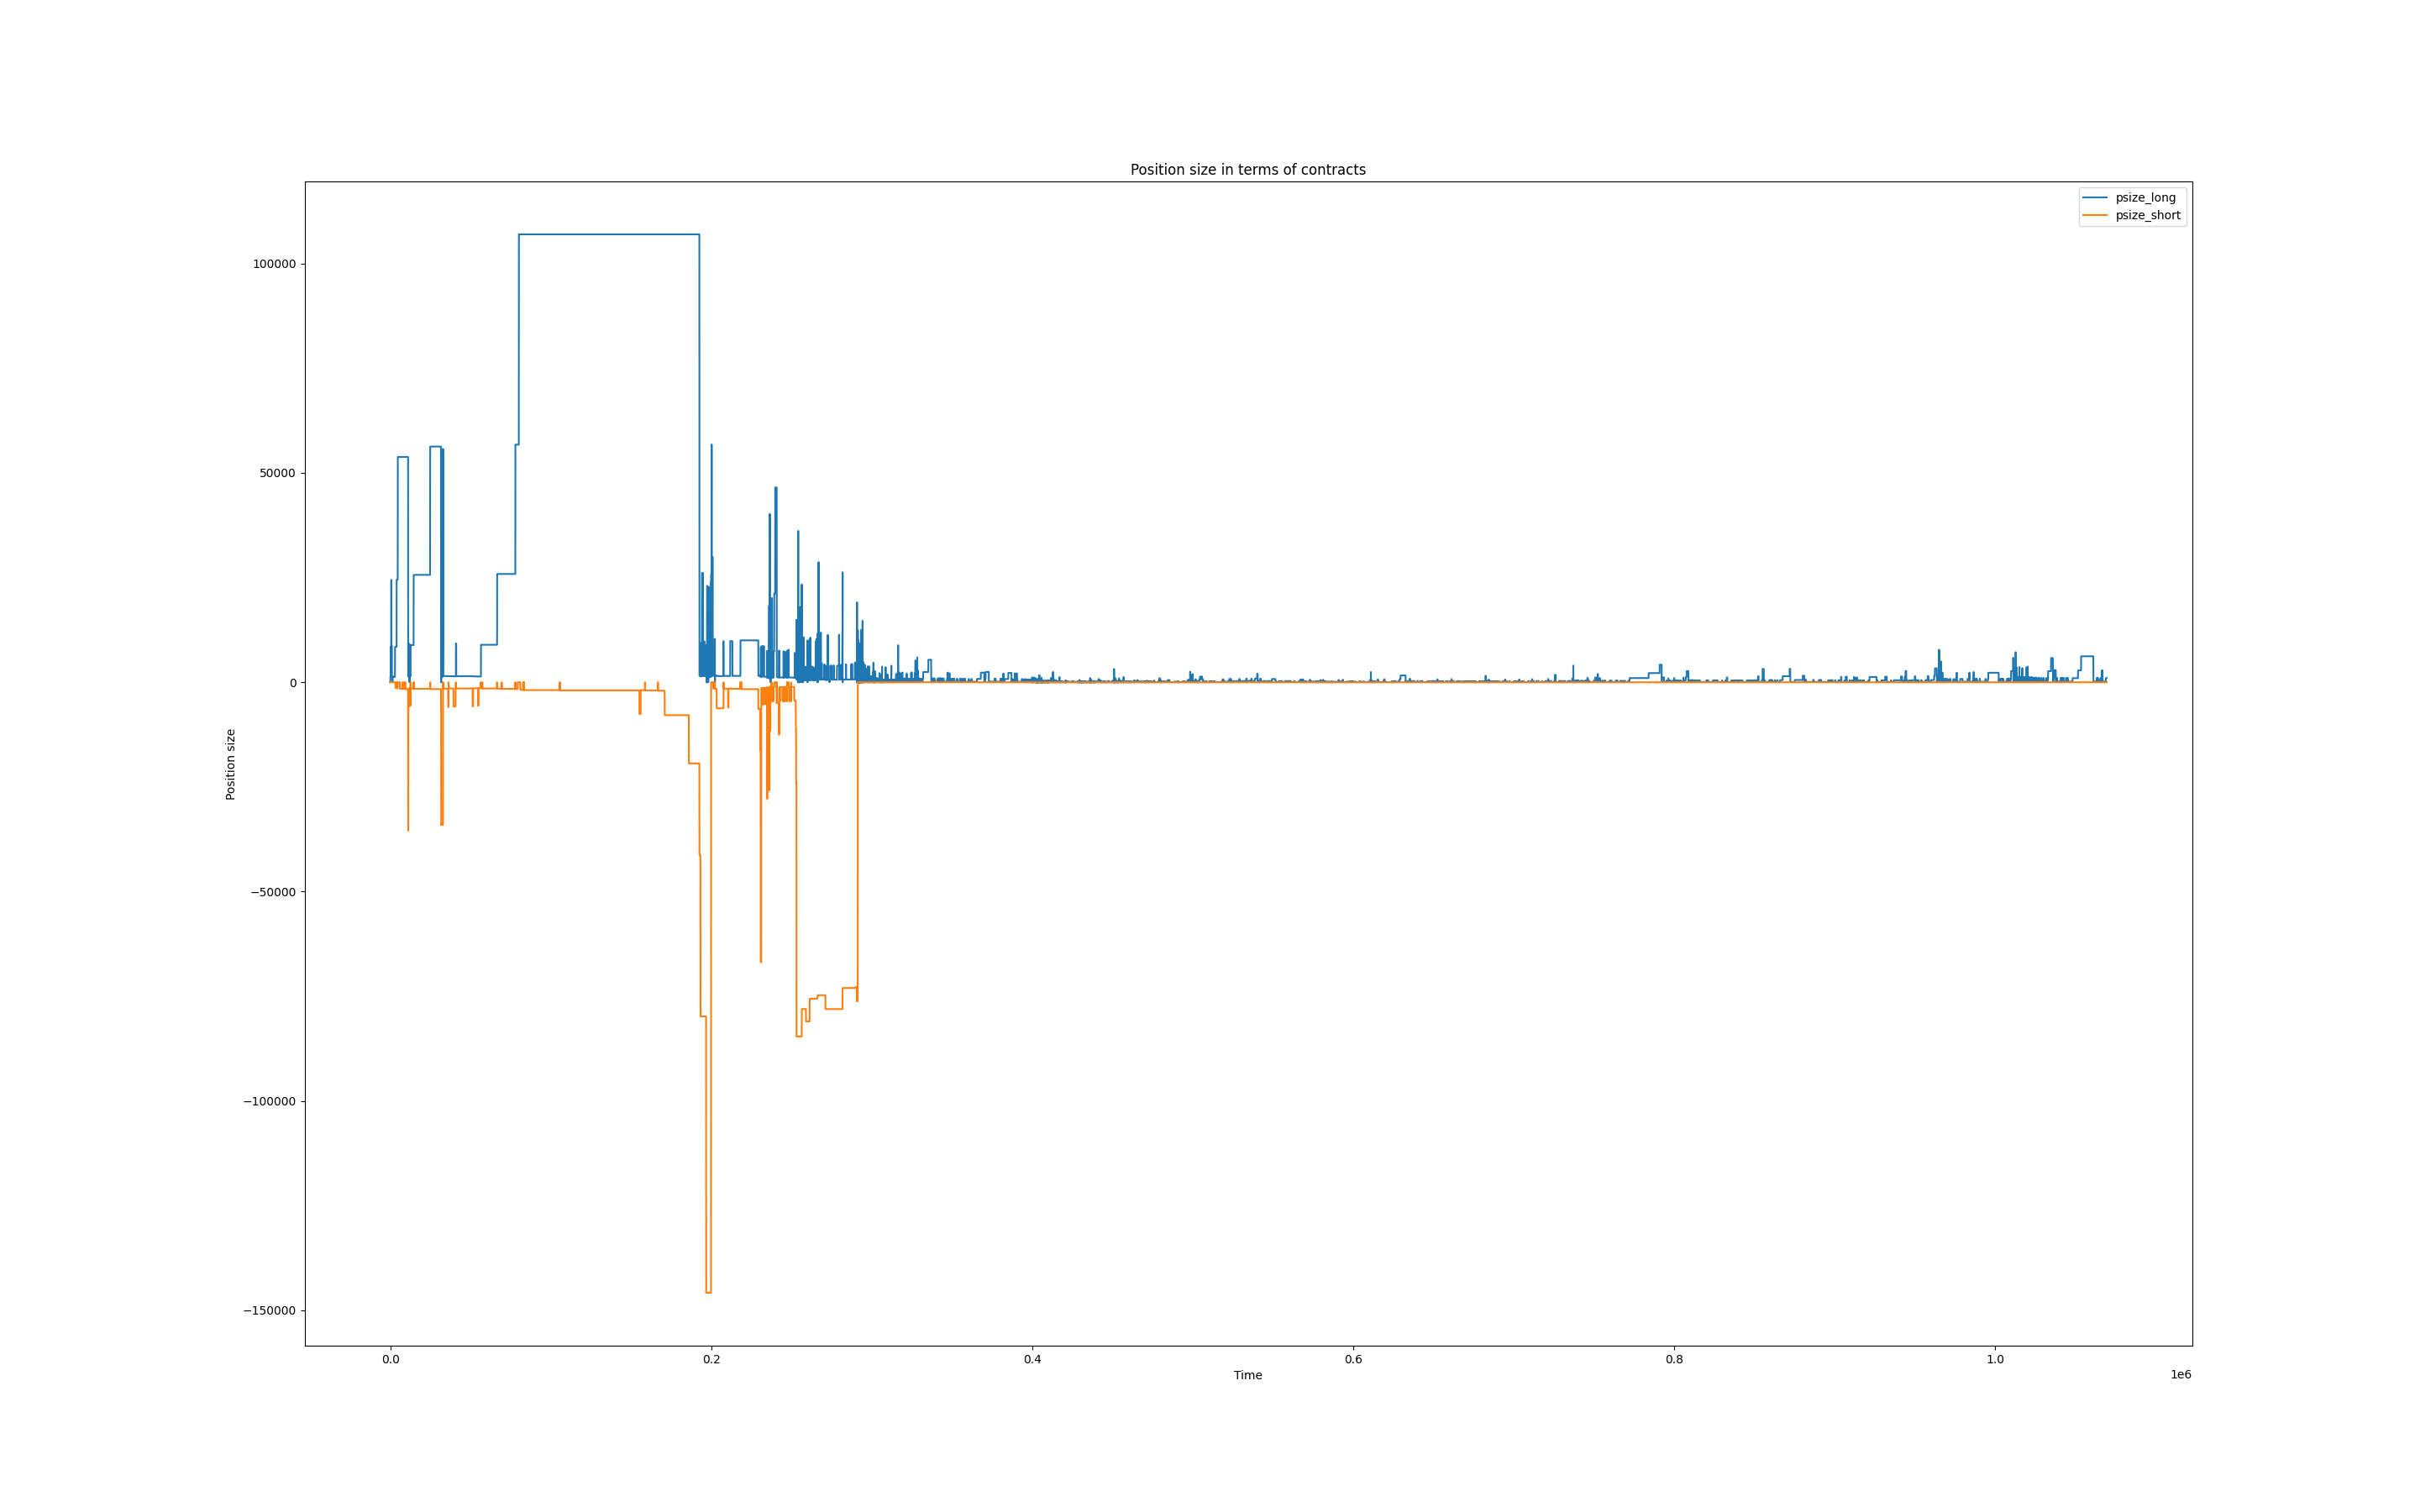 Position size in terms of contracts
psize_long
psize_short
100000
50000
0
−50000
−100000
−150000
Position size
0.0
0.2
0.4
0.6
0.8
1.0
Time
1e6